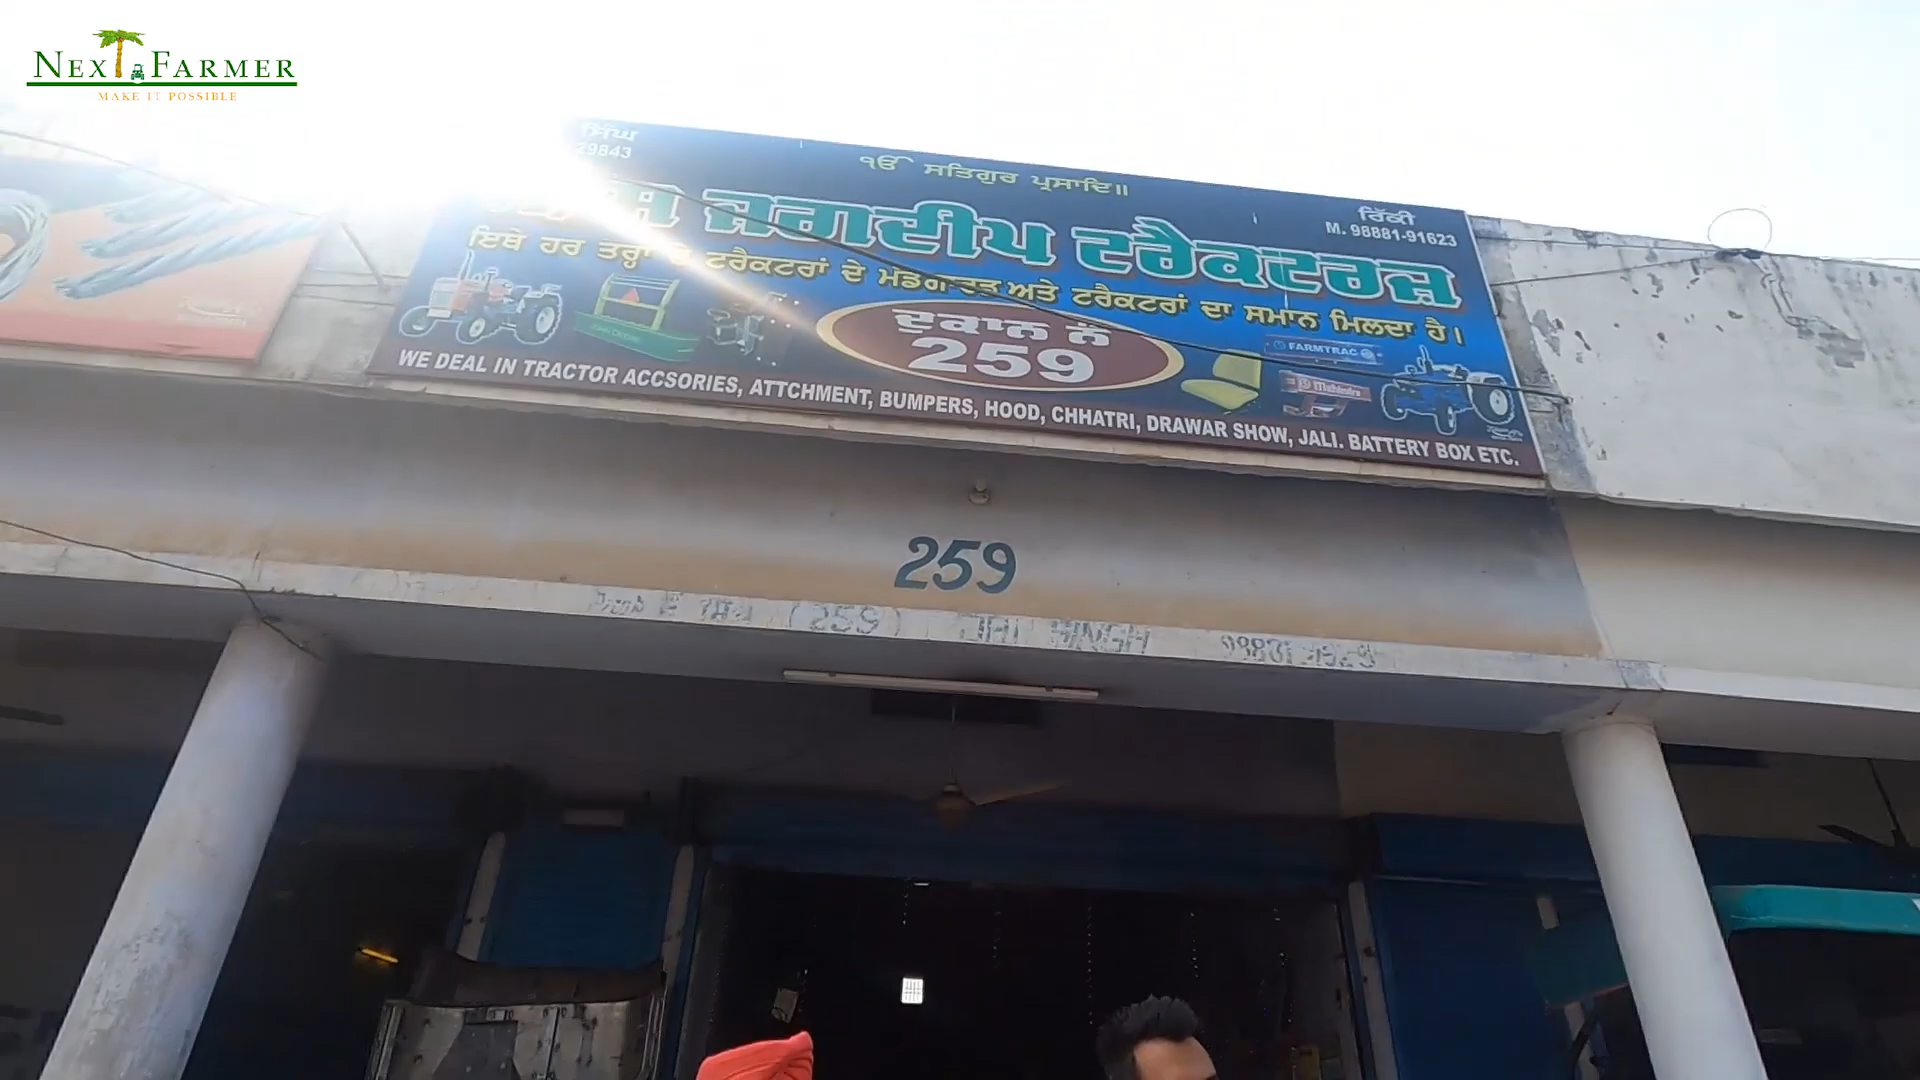 NEXT FARMER
MAKE IT POSSIBLE
ਸਿੰਘ
29843
ੴ ਸਤਿਗੁਰ ਪ੍ਰਸਾਦਿ॥
ਰਿੱਕੀ
M. 98881-91623
ਜਗਦੀਪ ਟਰੈਕਟਰਜ਼
ਇਥੇ ਹਰ ਤਰ੍ਹਾਂ ਦੇ ਟਰੈਕਟਰਾਂ ਦੇ ਮੱਡਗਾਰਡ ਅਤੇ ਟਰੈਕਟਰਾਂ ਦਾ ਸਮਾਨ ਮਿਲਦਾ ਹੈ।
ਦੁਕਾਨ ਨੰ
259
FARMTRAC
Mahindra
WE DEAL IN TRACTOR ACCSORIES, ATTCHMENT, BUMPERS, HOOD, CHHATRI, DRAWAR SHOW, JALI. BATTERY BOX ETC.
259
(259) SINGH